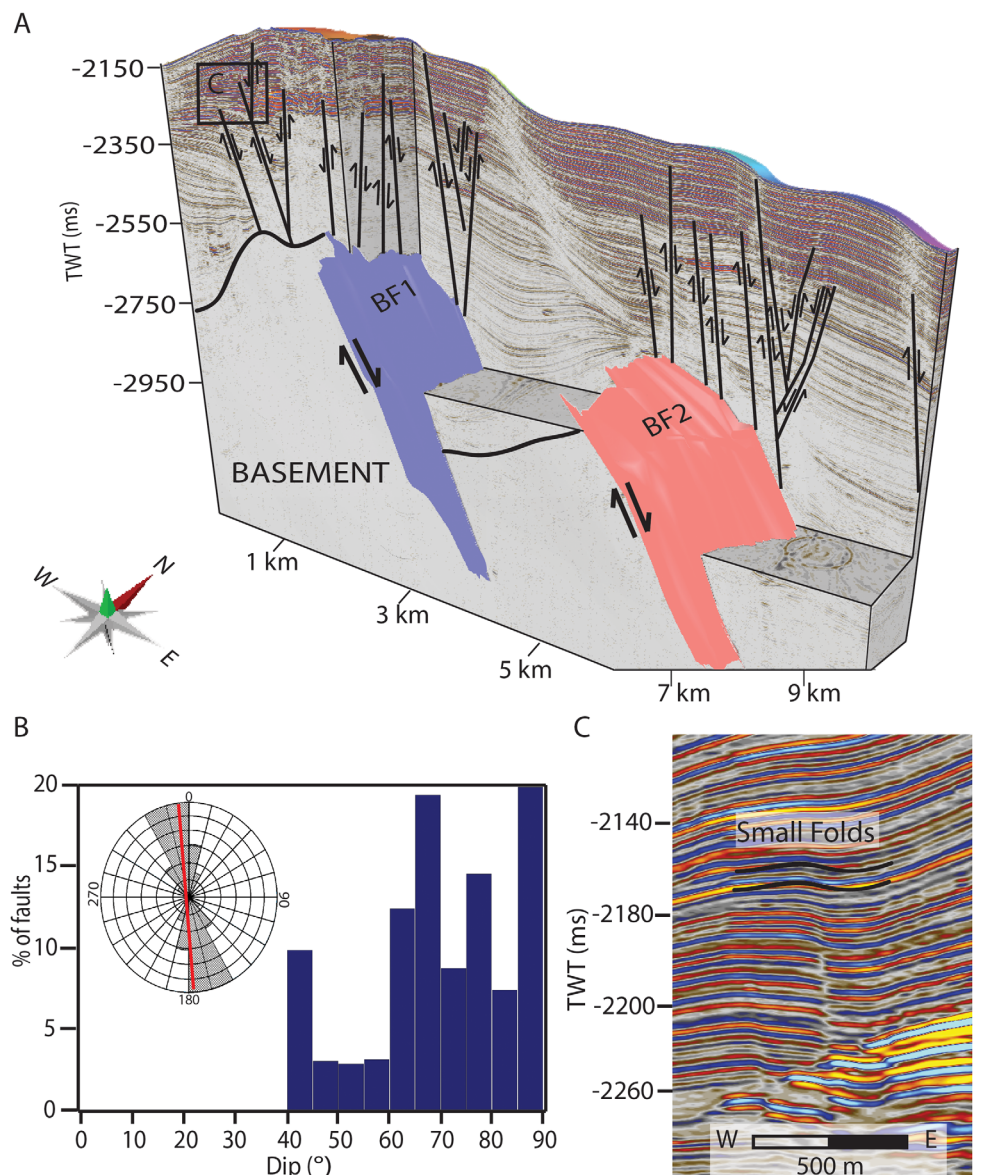 A
C
-2150
-2350
-2550
-2750
-2950
TWT (ms)
BF1
BF2
BASEMENT
1 km
3 km
5 km
7 km
9 km
W
N
E
B
20
15
10
5
0
% of faults
0
90
180
270
0 10 20 30 40 50 60 70 80 90
Dip (°)
C
-2140
-2180
-2200
-2260
TWT (ms)
Small Folds
W E
500 m